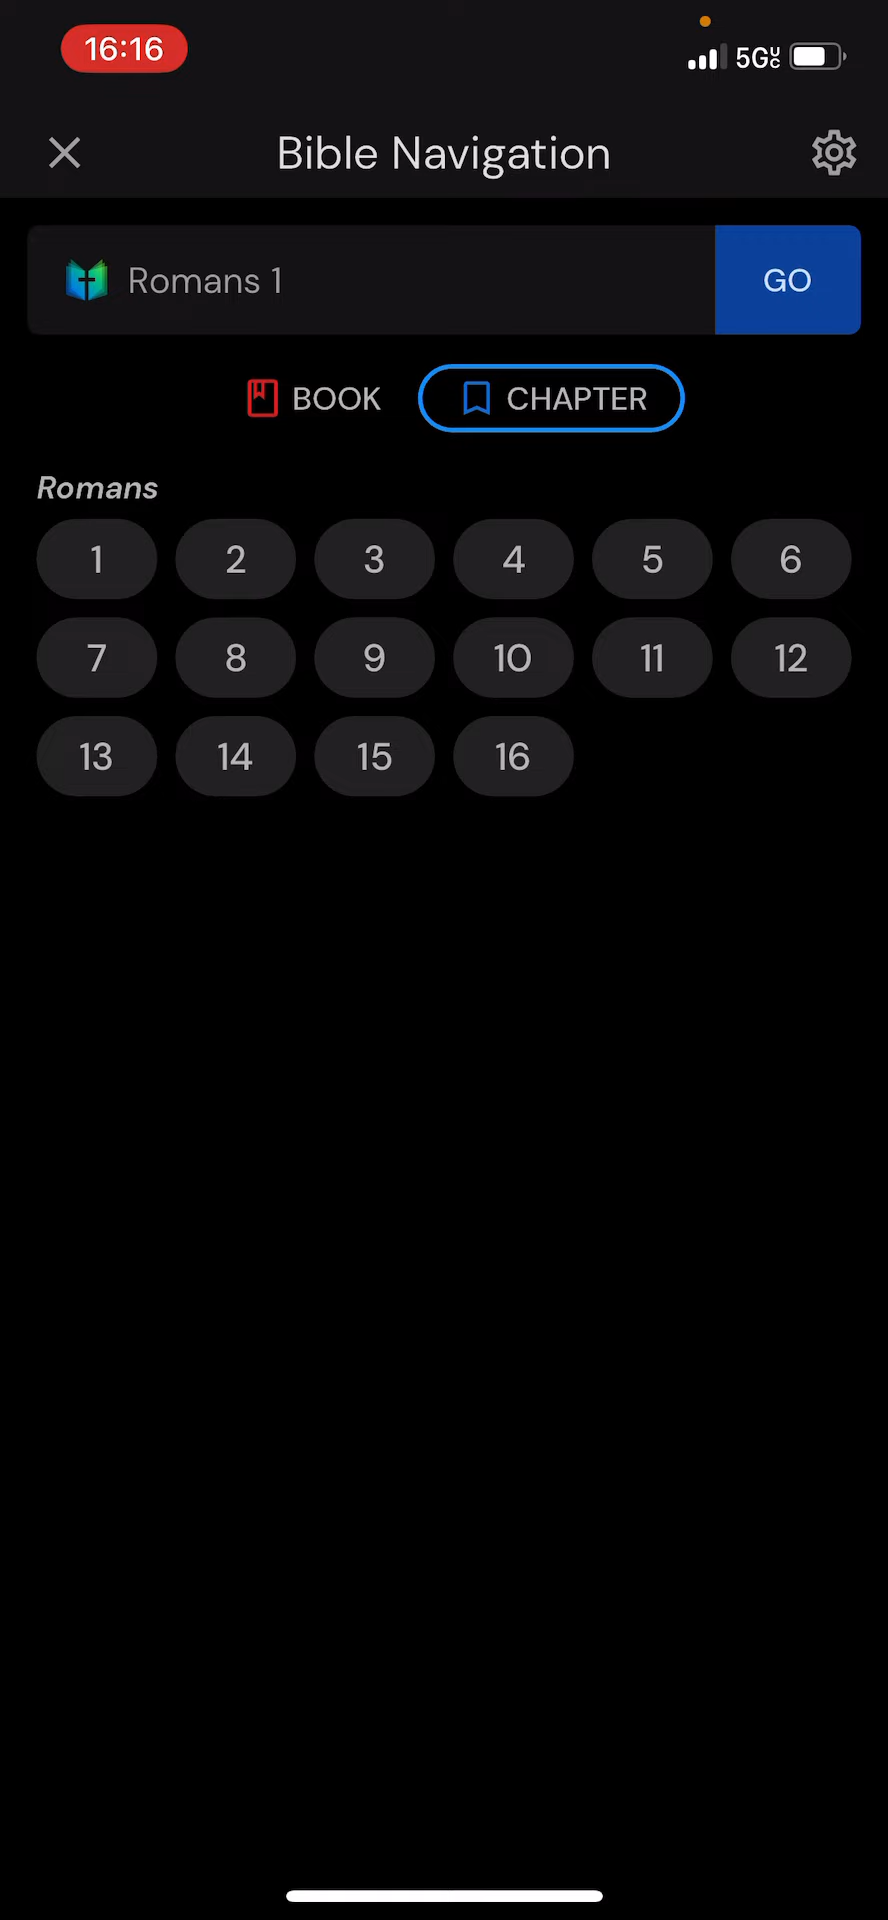 16:16
5G UC
Bible Navigation
Romans 1
GO
BOOK CHAPTER
Romans
1 2 3 4 5 6
7 8 9 10 11 12
13 14 15 16